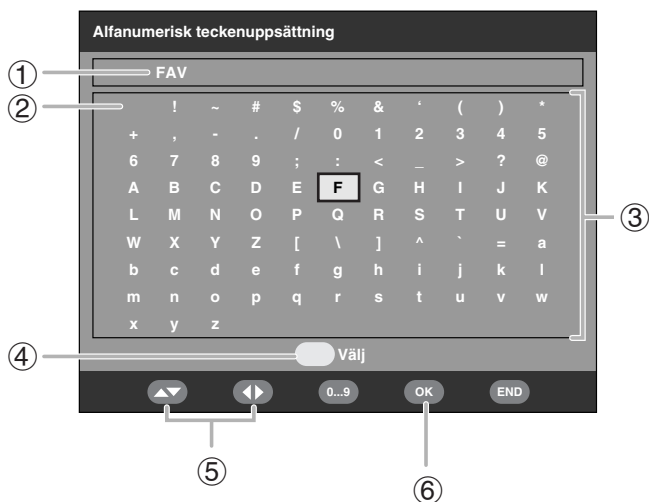 Alfanumerisk teckenuppsättning
① FAV
② ! ~ # $ % & ‘ ( ) *
+ , - . / 0 1 2 3 4 5
6 7 8 9 ; : < _ > ? @
A B C D E F G H I J K
③
L M N O P Q R S T U V
W X Y Z [ \ ] ^ ` = a
b c d e f g h i j k l
m n o p q r s t u v w
x y z
④ Välj
0...9 OK END
⑤ ⑥